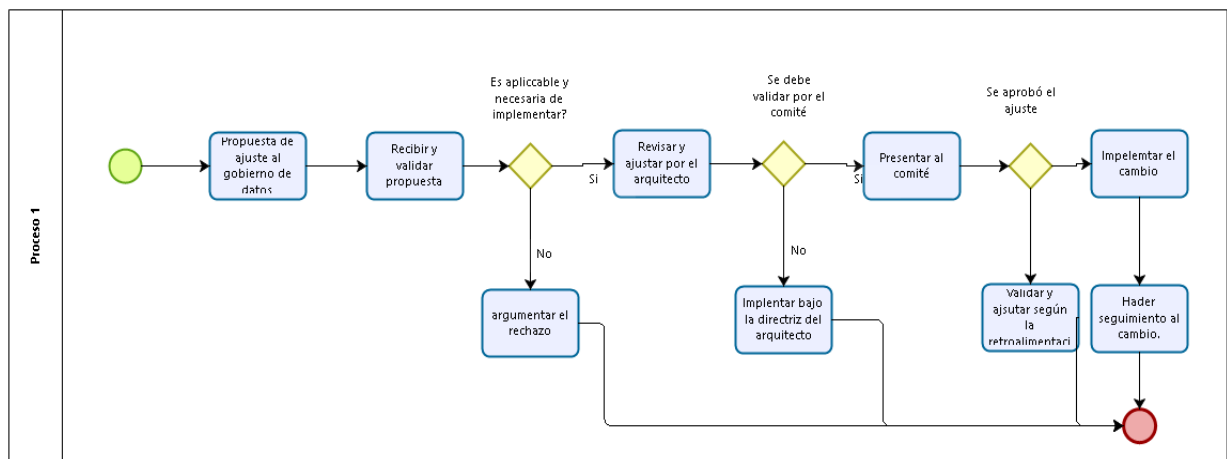 Proceso 1
Propuesta de
ajuste al
gobierno de
datos
Recibir y
validar
propuesta
Es apliccable y
necesaria de
implementar?
Si
No
argumentar el
rechazo
Revisar y
ajustar por el
arquitecto
Se debe
validar por el
comité
Si
No
Implentar bajo
la directriz del
arquitecto
Presentar al
comité
Se aprobó el
ajuste
Validar y
ajsutar según
la
retroalimentaci
Impelemtar el
cambio
Hader
seguimiento al
cambio.